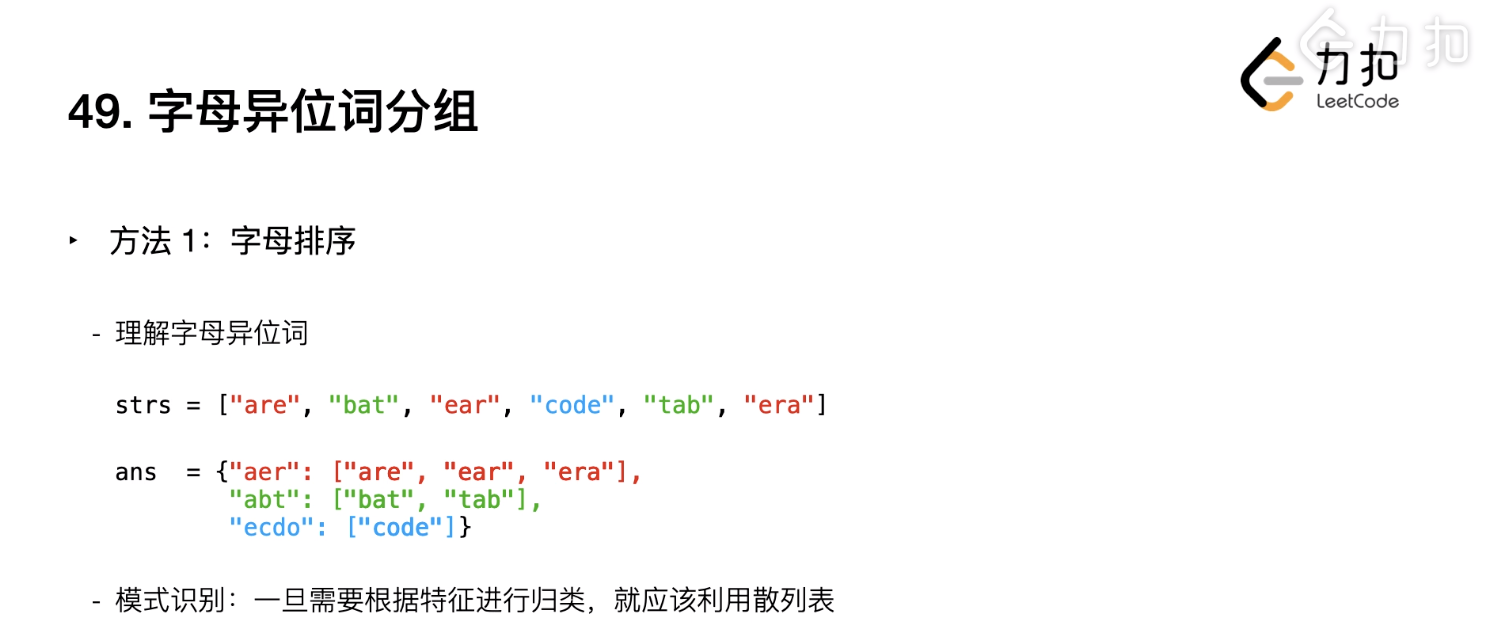 力扣
力扣
LeetCode
49. 字母异位词分组
‣ 方法 1：字母排序
- 理解字母异位词
strs = ["are", "bat", "ear", "code", "tab", "era"]
ans = {"aer": ["are", "ear", "era"],
"abt": ["bat", "tab"],
"ecdo": ["code"]}
- 模式识别：一旦需要根据特征进行归类，就应该利用散列表